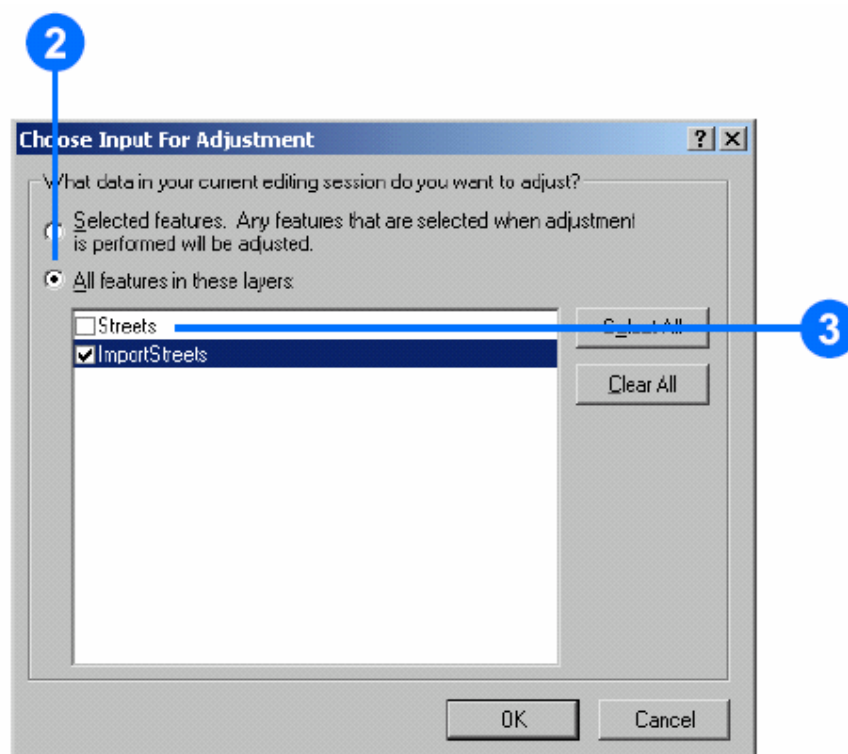 2
Choose Input For Adjustment
What data in your current editing session do you want to adjust?
Selected features. Any features that are selected when adjustment
is performed will be adjusted.
All features in these layers:
Streets
Select All
3
ImportStreets
Clear All
OK
Cancel